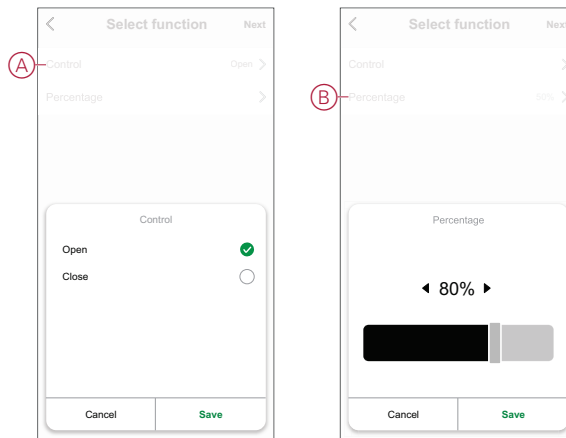 Select function Next
A
Control Open
Percentage
Control
Open
Close
Cancel Save
Select function Next
Control
B
Percentage 80%
Percentage
80%
Cancel Save